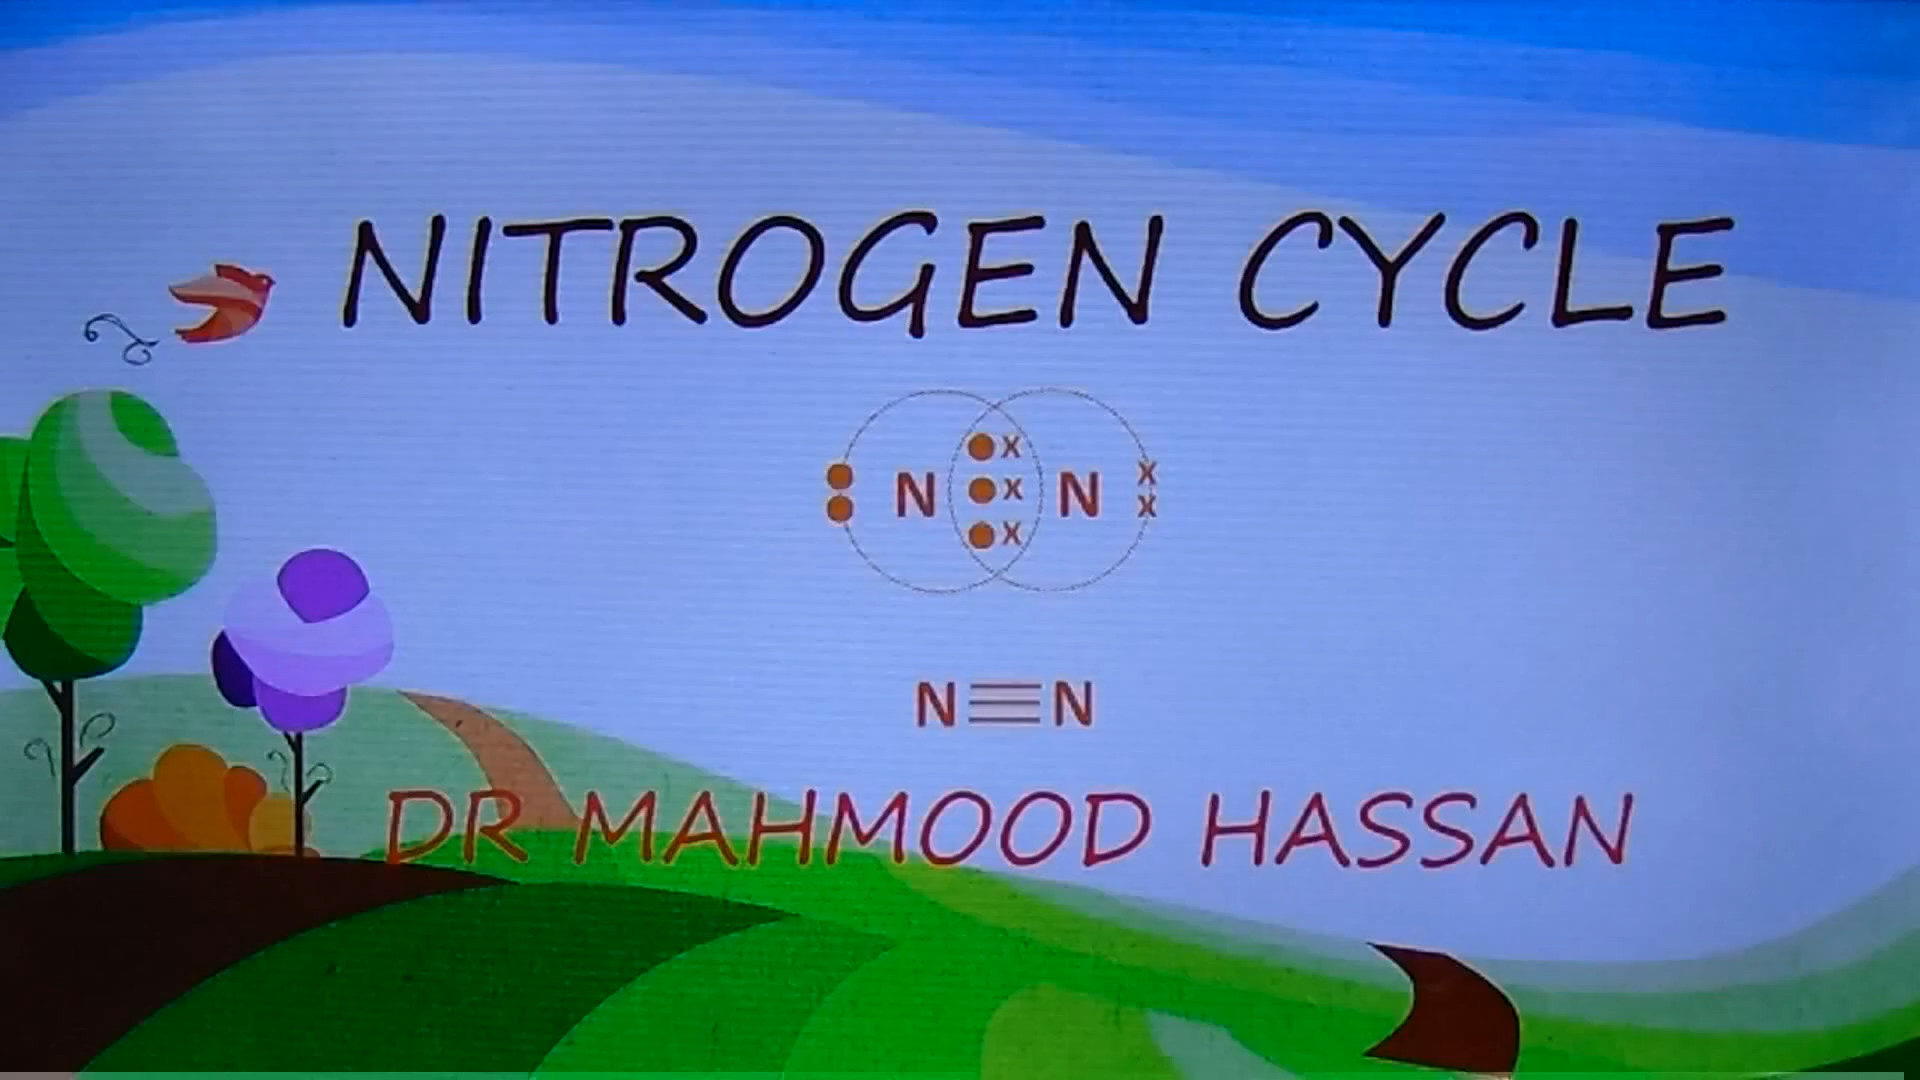 NITROGEN CYCLE
x
N x N x
x x
N≡N
DR MAHMOOD HASSAN